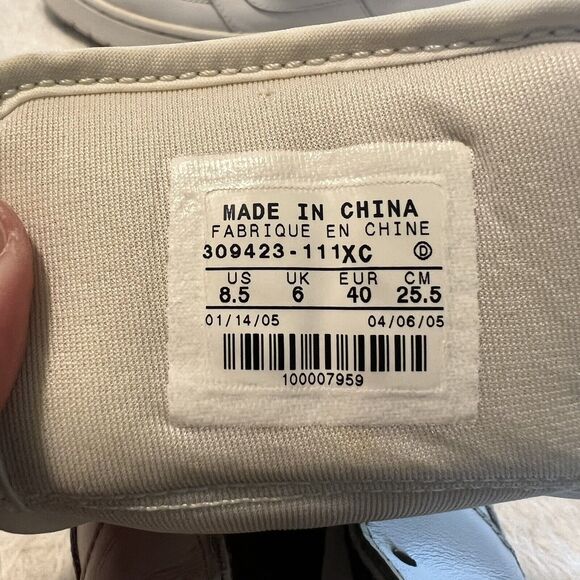 MADE IN CHINA
FABRIQUE EN CHINE
309423-111XC D
US UK EUR CM
8.5 6 40 25.5
01/14/05 04/06/05
100007959